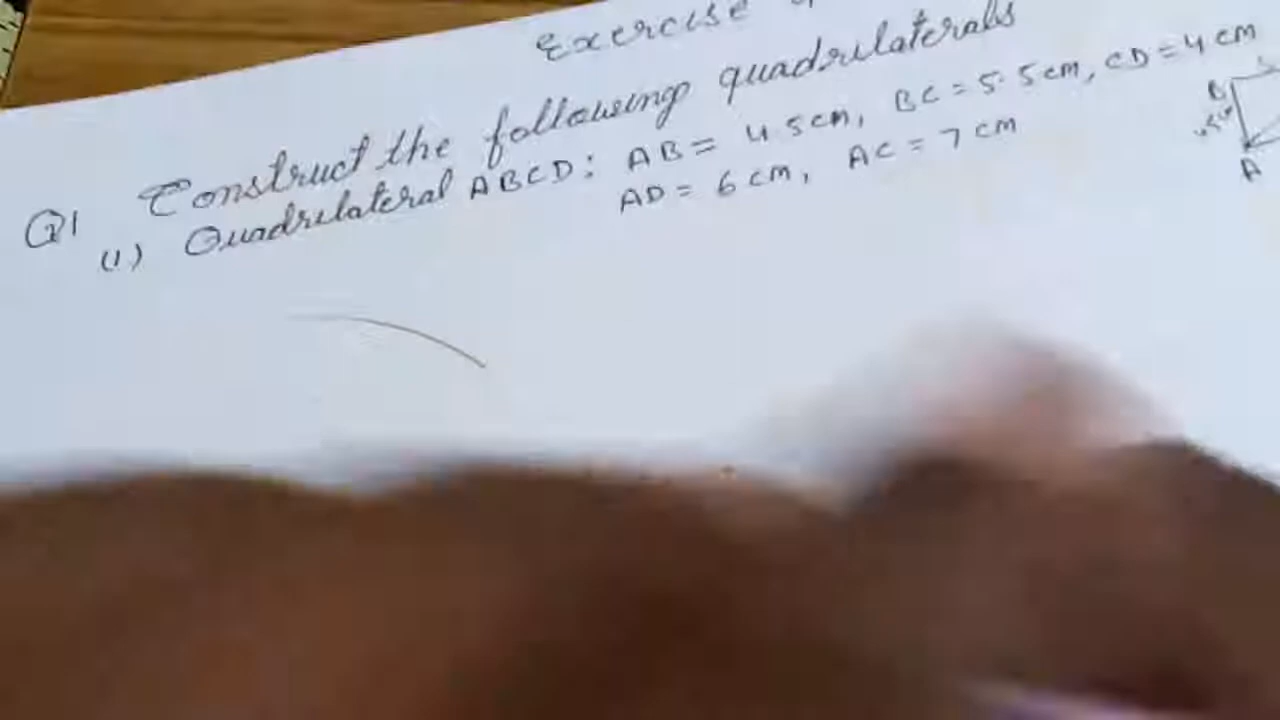 Exercise
Q1 Construct the following quadrilaterals
(1) Quadrilateral ABCD: AB = 4.5cm, BC = 5.5cm, CD = 4cm
AD = 6cm, AC = 7cm
B
A